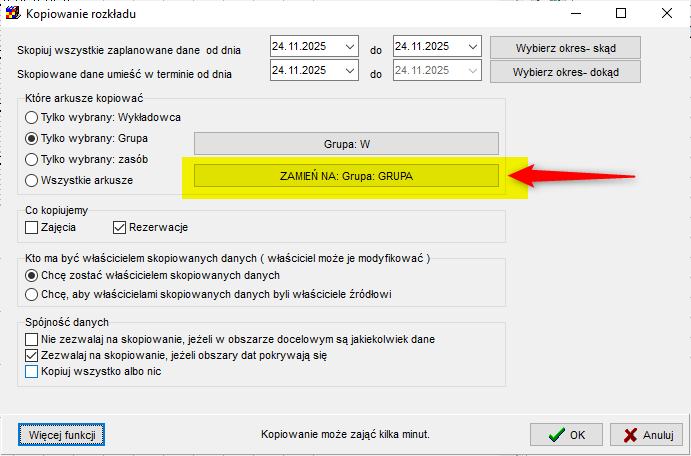 Kopiowanie rozkładu
Skopiuj wszystkie zaplanowane dane od dnia 24.11.2025 do 24.11.2025 Wybierz okres- skąd
Skopiowane dane umieść w terminie od dnia 24.11.2025 do 24.11.2025 Wybierz okres- dokąd
Które arkusze kopiować
Tylko wybrany: Wykładowca
Tylko wybrany: Grupa Grupa: W
Tylko wybrany: zasób
Wszystkie arkusze ZAMIEŃ NA: Grupa: GRUPA
Co kopiujemy
Zajęcia Rezerwacje
Kto ma być właścicielem skopiowanych danych ( właściciel może je modyfikować )
Chcę zostać właścicielem skopiowanych danych
Chcę, aby właścicielami skopiowanych danych byli właściciele źródłowi
Spójność danych
Nie zezwalaj na skopiowanie, jeżeli w obszarze docelowym są jakiekolwiek dane
Zezwalaj na skopiowanie, jeżeli obszary dat pokrywają się
Kopiuj wszystko albo nic
Więcej funkcji Kopiowanie może zająć kilka minut. OK Anuluj